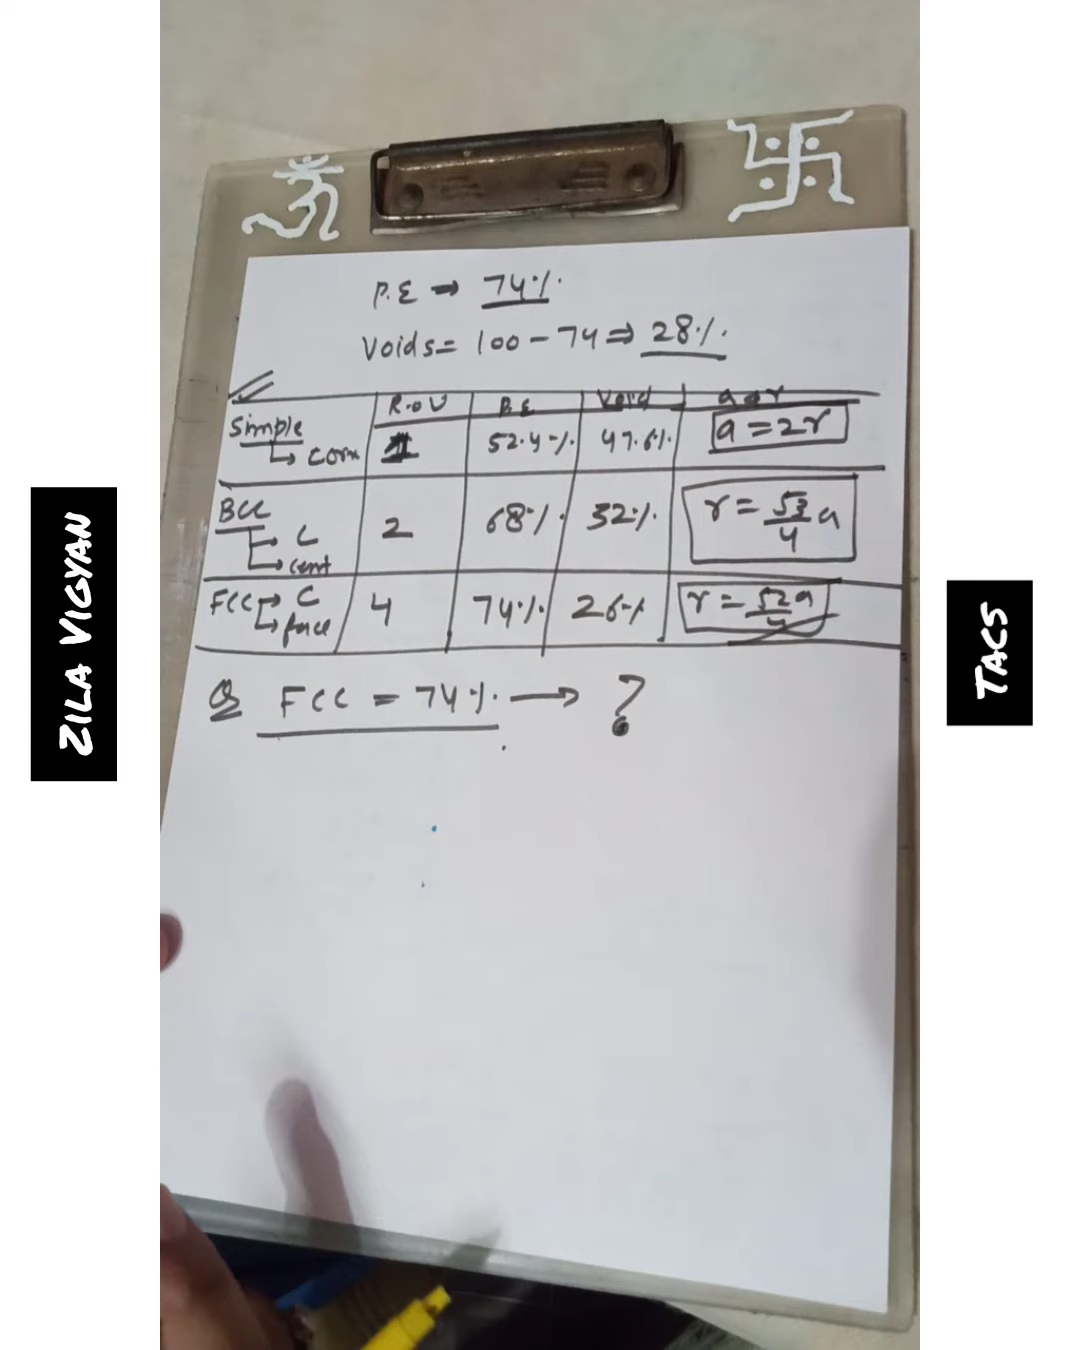 ॐ
P.E → 74%.
Voids = 100 - 74 ⇒ 28%.
R.O.U P.E Void a & r
Simple 1 52.4% 47.6% a = 2r
↳ corn
BCC 2 68% 32% r = √3/4 a
↳ C
↳ cent
FCC → C 4 74% 26% r = √2a/4
↳ face
Q FCC = 74% → ?
ZILA VIGYAN
TACS